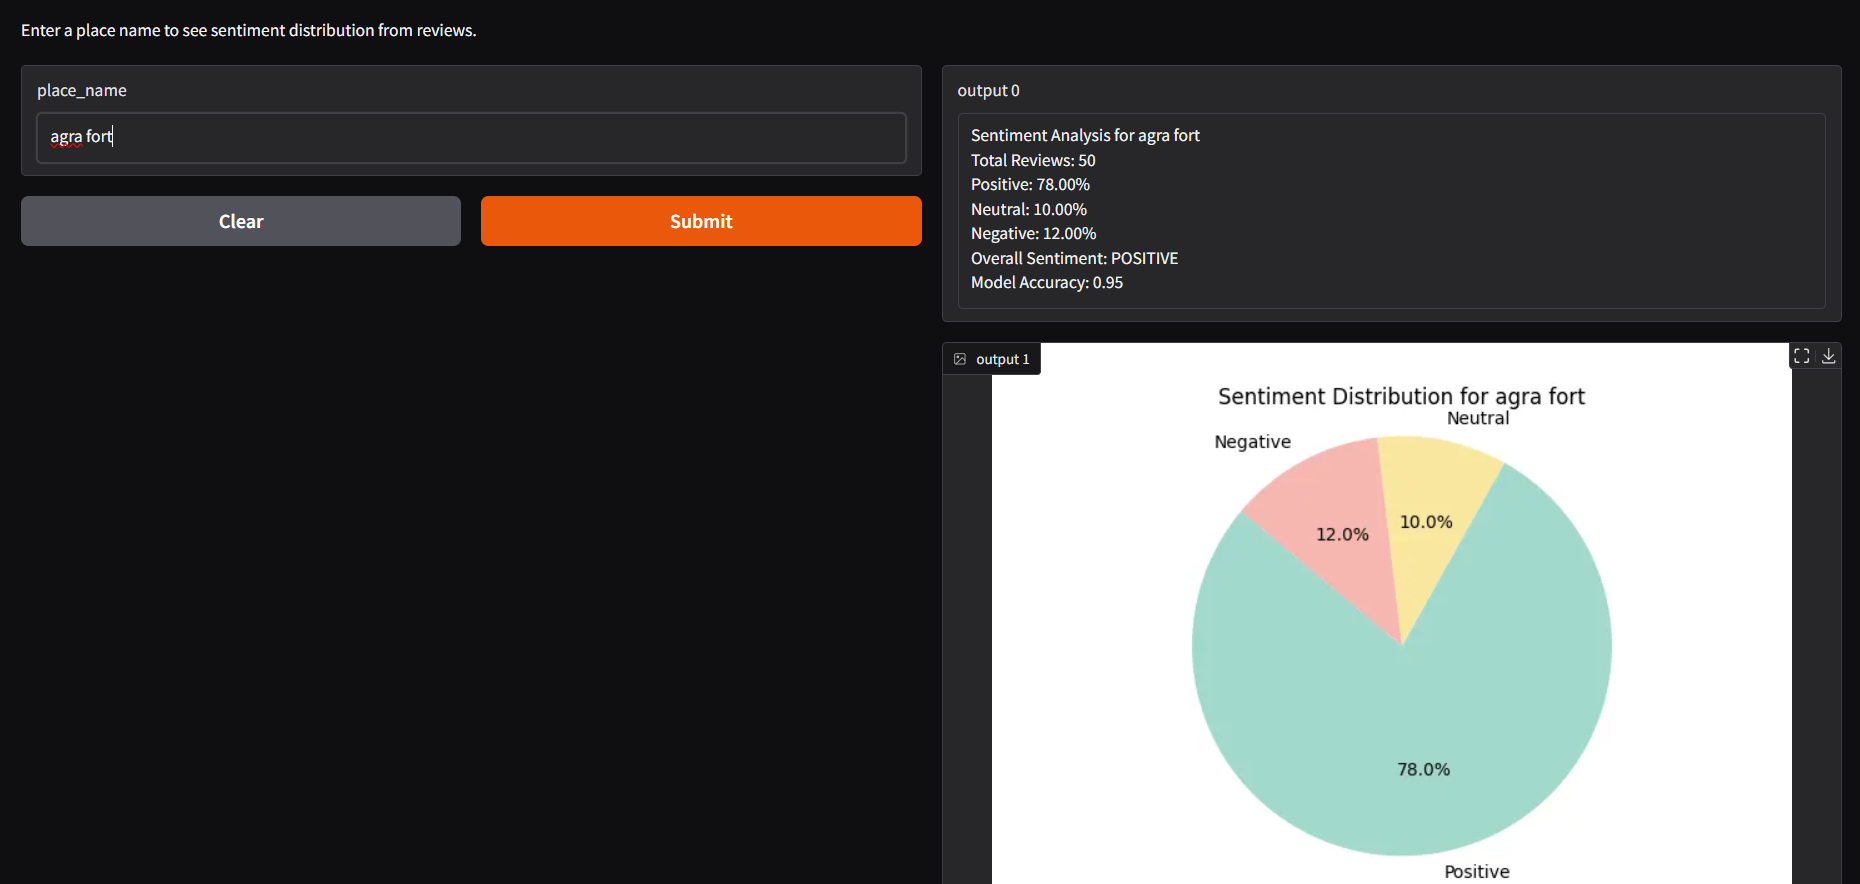 Enter a place name to see sentiment distribution from reviews.
place_name
agra fort
Clear
Submit
output 0
Sentiment Analysis for agra fort
Total Reviews: 50
Positive: 78.00%
Neutral: 10.00%
Negative: 12.00%
Overall Sentiment: POSITIVE
Model Accuracy: 0.95
output 1
Sentiment Distribution for agra fort
Neutral
Negative
10.0%
12.0%
78.0%
Positive